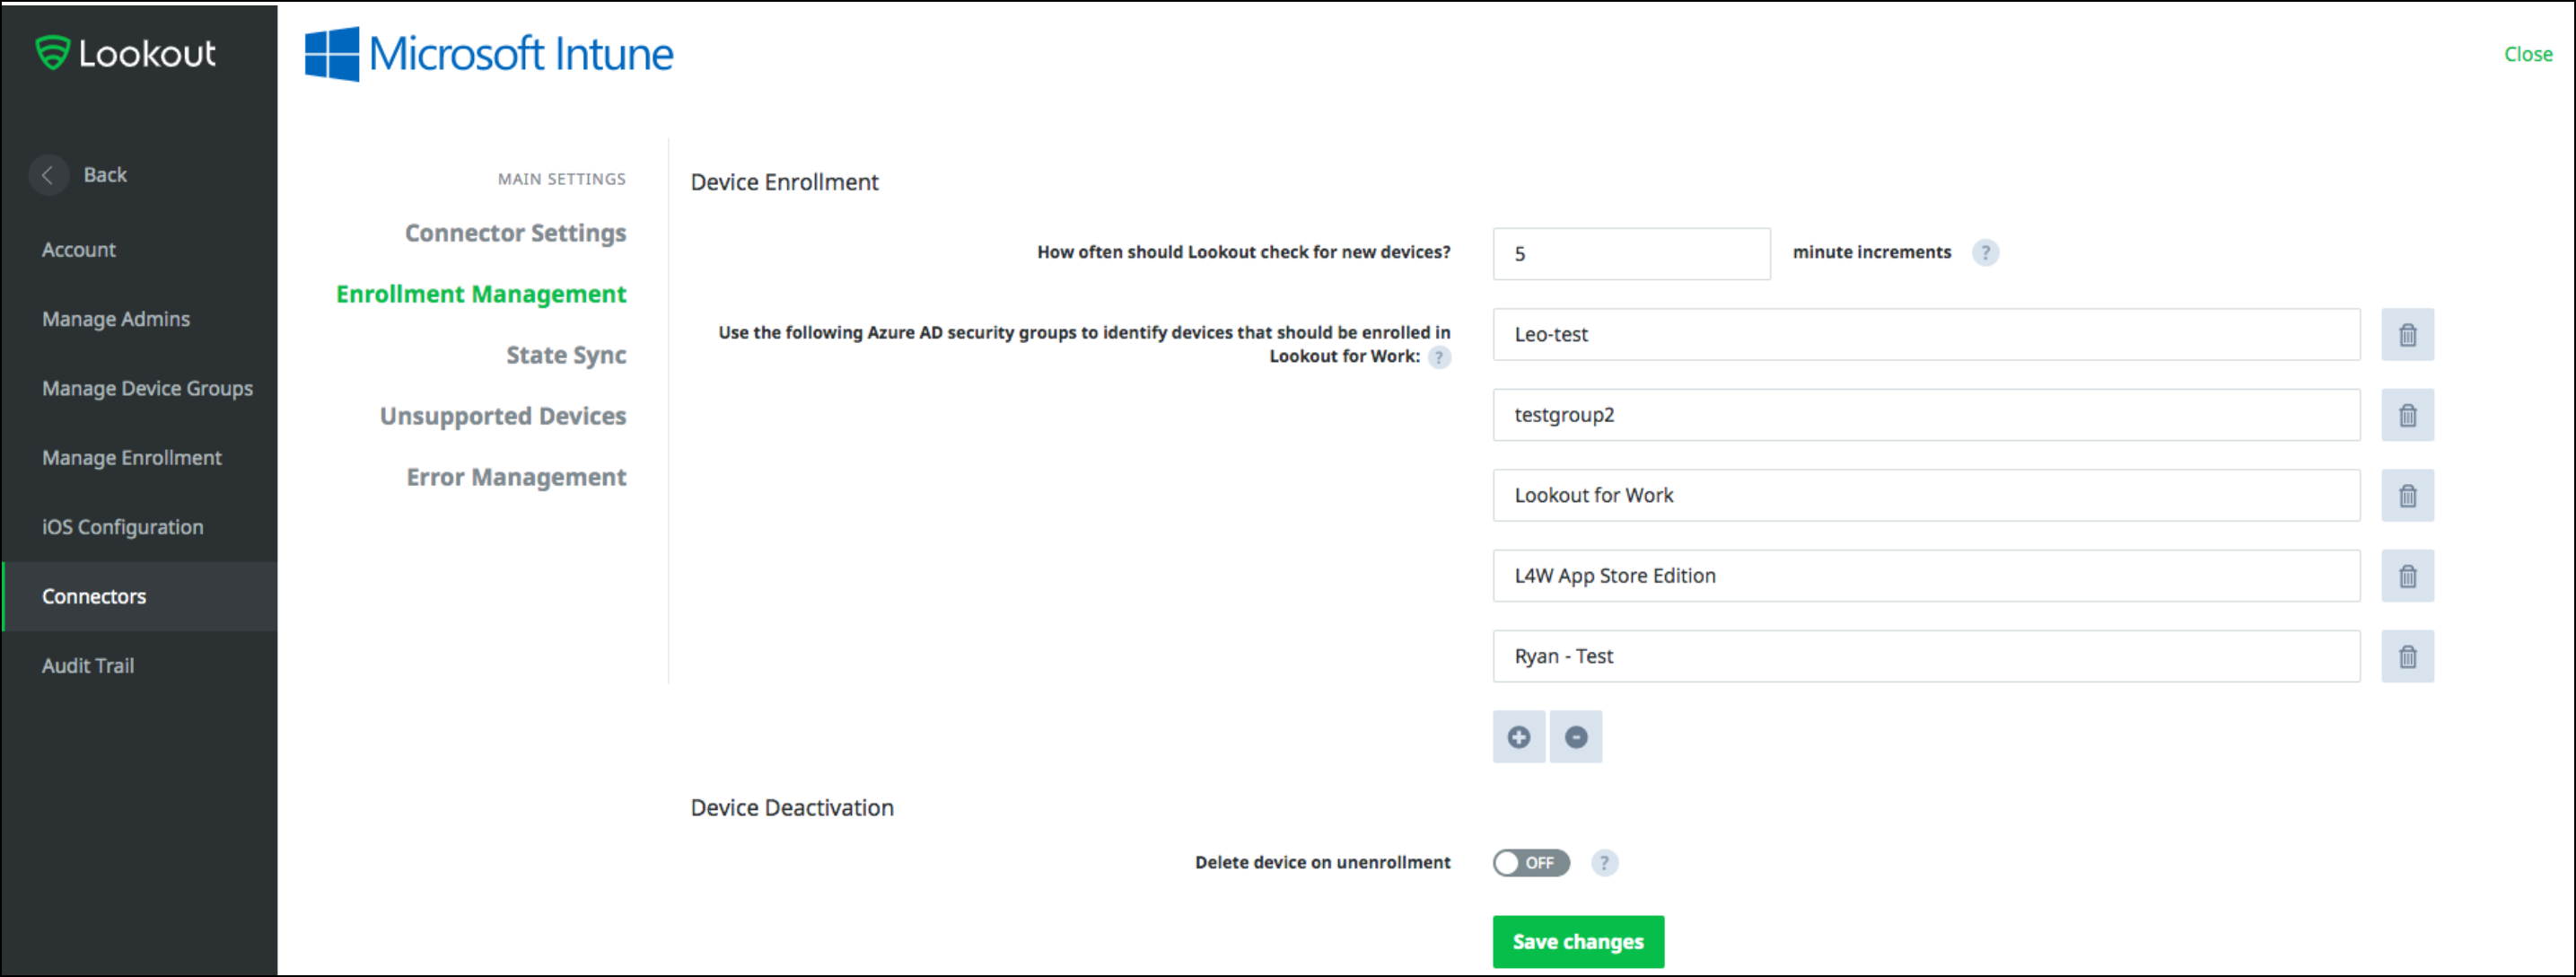 Lookout
Microsoft Intune
Close
Back
Account
Manage Admins
Manage Device Groups
Manage Enrollment
iOS Configuration
Connectors
Audit Trail
MAIN SETTINGS
Connector Settings
Enrollment Management
State Sync
Unsupported Devices
Error Management
Device Enrollment
How often should Lookout check for new devices?
5
minute increments
?
Use the following Azure AD security groups to identify devices that should be enrolled in
Lookout for Work:
?
Leo-test
testgroup2
Lookout for Work
L4W App Store Edition
Ryan - Test
Device Deactivation
Delete device on unenrollment
OFF
?
Save changes